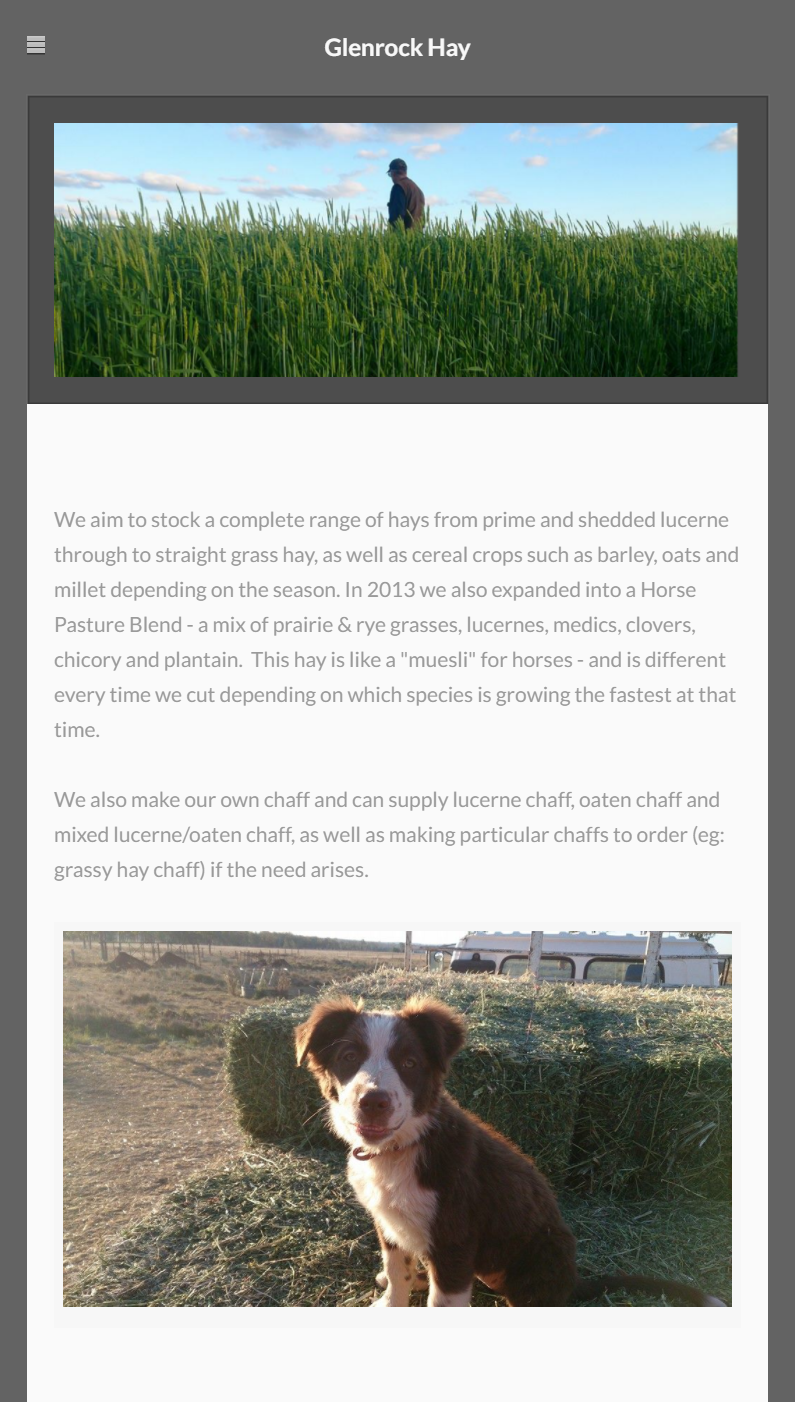 Glenrock Hay
We aim to stock a complete range of hays from prime and shedded lucerne
through to straight grass hay, as well as cereal crops such as barley, oats and
millet depending on the season. In 2013 we also expanded into a Horse
Pasture Blend - a mix of prairie & rye grasses, lucernes, medics, clovers,
chicory and plantain.  This hay is like a "muesli" for horses - and is different
every time we cut depending on which species is growing the fastest at that
time.
We also make our own chaff and can supply lucerne chaff, oaten chaff and
mixed lucerne/oaten chaff, as well as making particular chaffs to order (eg:
grassy hay chaff) if the need arises.